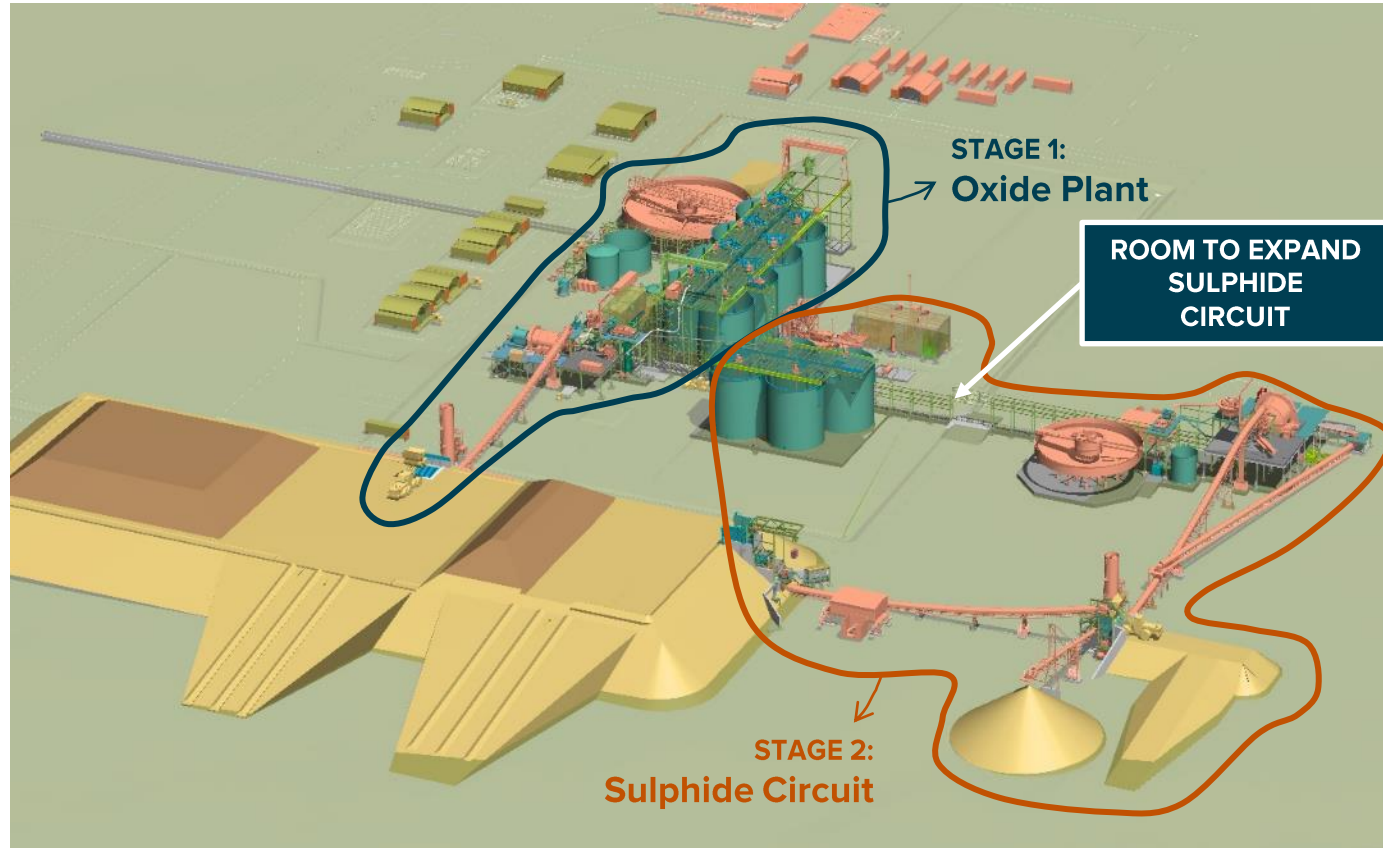 STAGE 1:
Oxide Plant
ROOM TO EXPAND
SULPHIDE
CIRCUIT
STAGE 2:
Sulphide Circuit